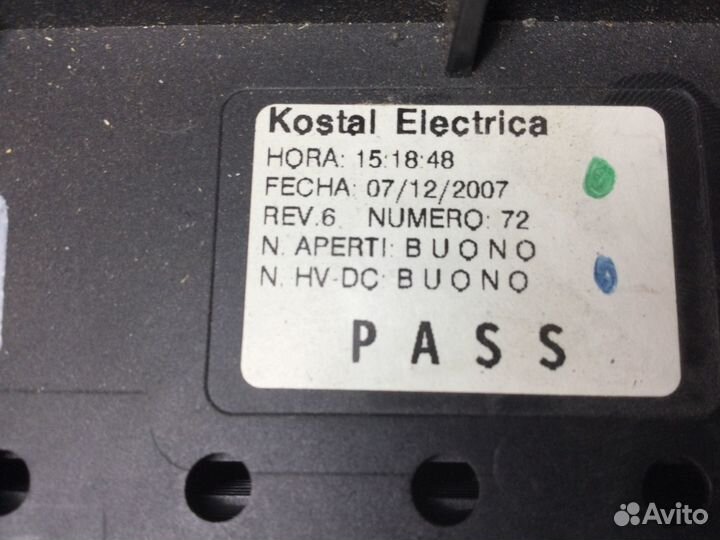 Kostal Electrica
HORA: 15:18:48
FECHA: 07/12/2007
REV.6 NUMERO: 72
N. APERTI: BUONO
N. HV-DC: BUONO
PASS
Avito